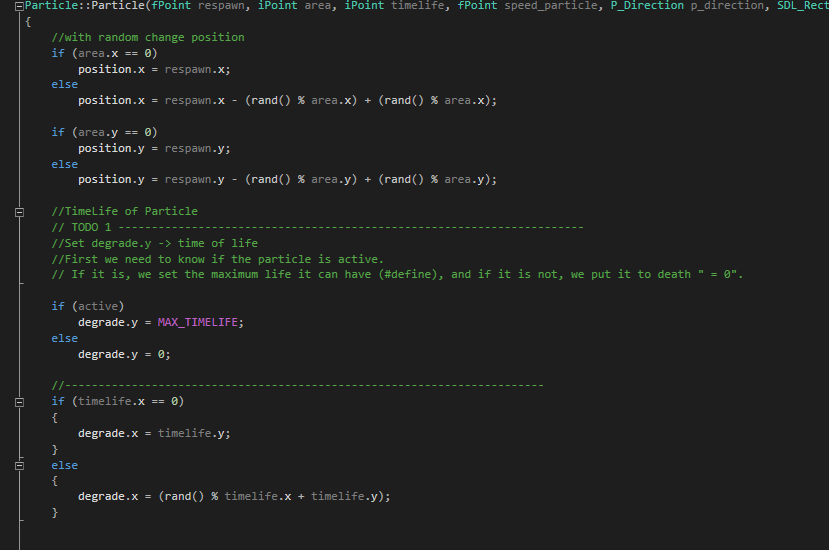 Particle::Particle(fPoint respawn, iPoint area, iPoint timelife, fPoint speed_particle, P_Direction p_direction, SDL_Rect
{
//with random change position
if (area.x == 0)
position.x = respawn.x;
else
position.x = respawn.x - (rand() % area.x) + (rand() % area.x);
if (area.y == 0)
position.y = respawn.y;
else
position.y = respawn.y - (rand() % area.y) + (rand() % area.y);
//TimeLife of Particle
// TODO 1 ----------------------------------------------------------------------
//Set degrade.y -> time of life
//First we need to know if the particle is active.
// If it is, we set the maximum life it can have (#define), and if it is not, we put it to death " = 0".
if (active)
degrade.y = MAX_TIMELIFE;
else
degrade.y = 0;
//------------------------------------------------------------------------
if (timelife.x == 0)
{
degrade.x = timelife.y;
}
else
{
degrade.x = (rand() % timelife.x + timelife.y);
}